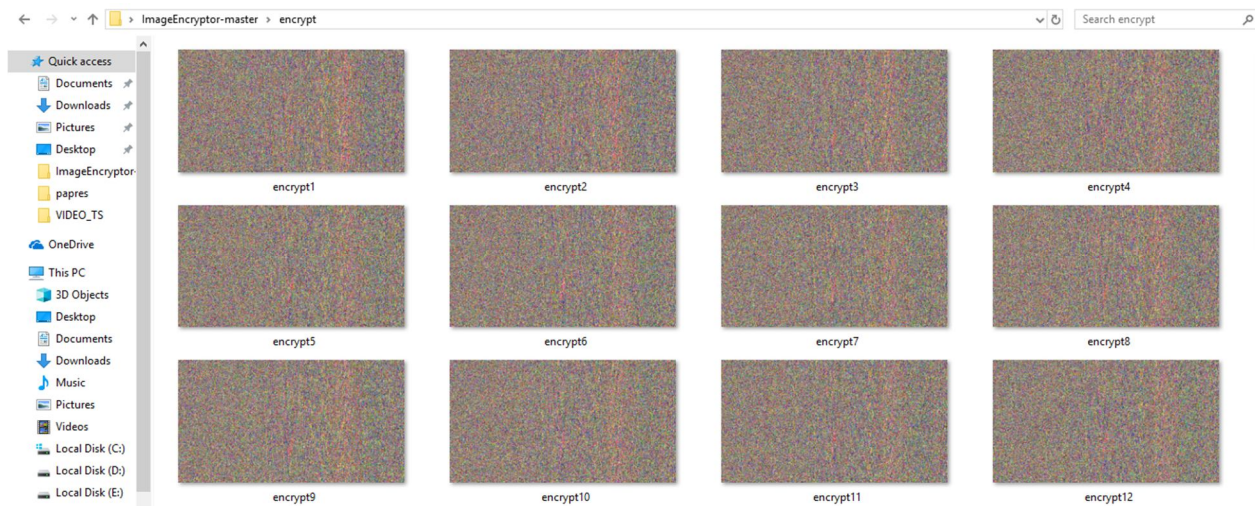 ImageEncryptor-master > encrypt
Search encrypt
Quick access
Documents
Downloads
Pictures
Desktop
ImageEncryptor-
papres
VIDEO_TS
OneDrive
This PC
3D Objects
Desktop
Documents
Downloads
Music
Pictures
Videos
Local Disk (C:)
Local Disk (D:)
Local Disk (E:)
encrypt1
encrypt2
encrypt3
encrypt4
encrypt5
encrypt6
encrypt7
encrypt8
encrypt9
encrypt10
encrypt11
encrypt12